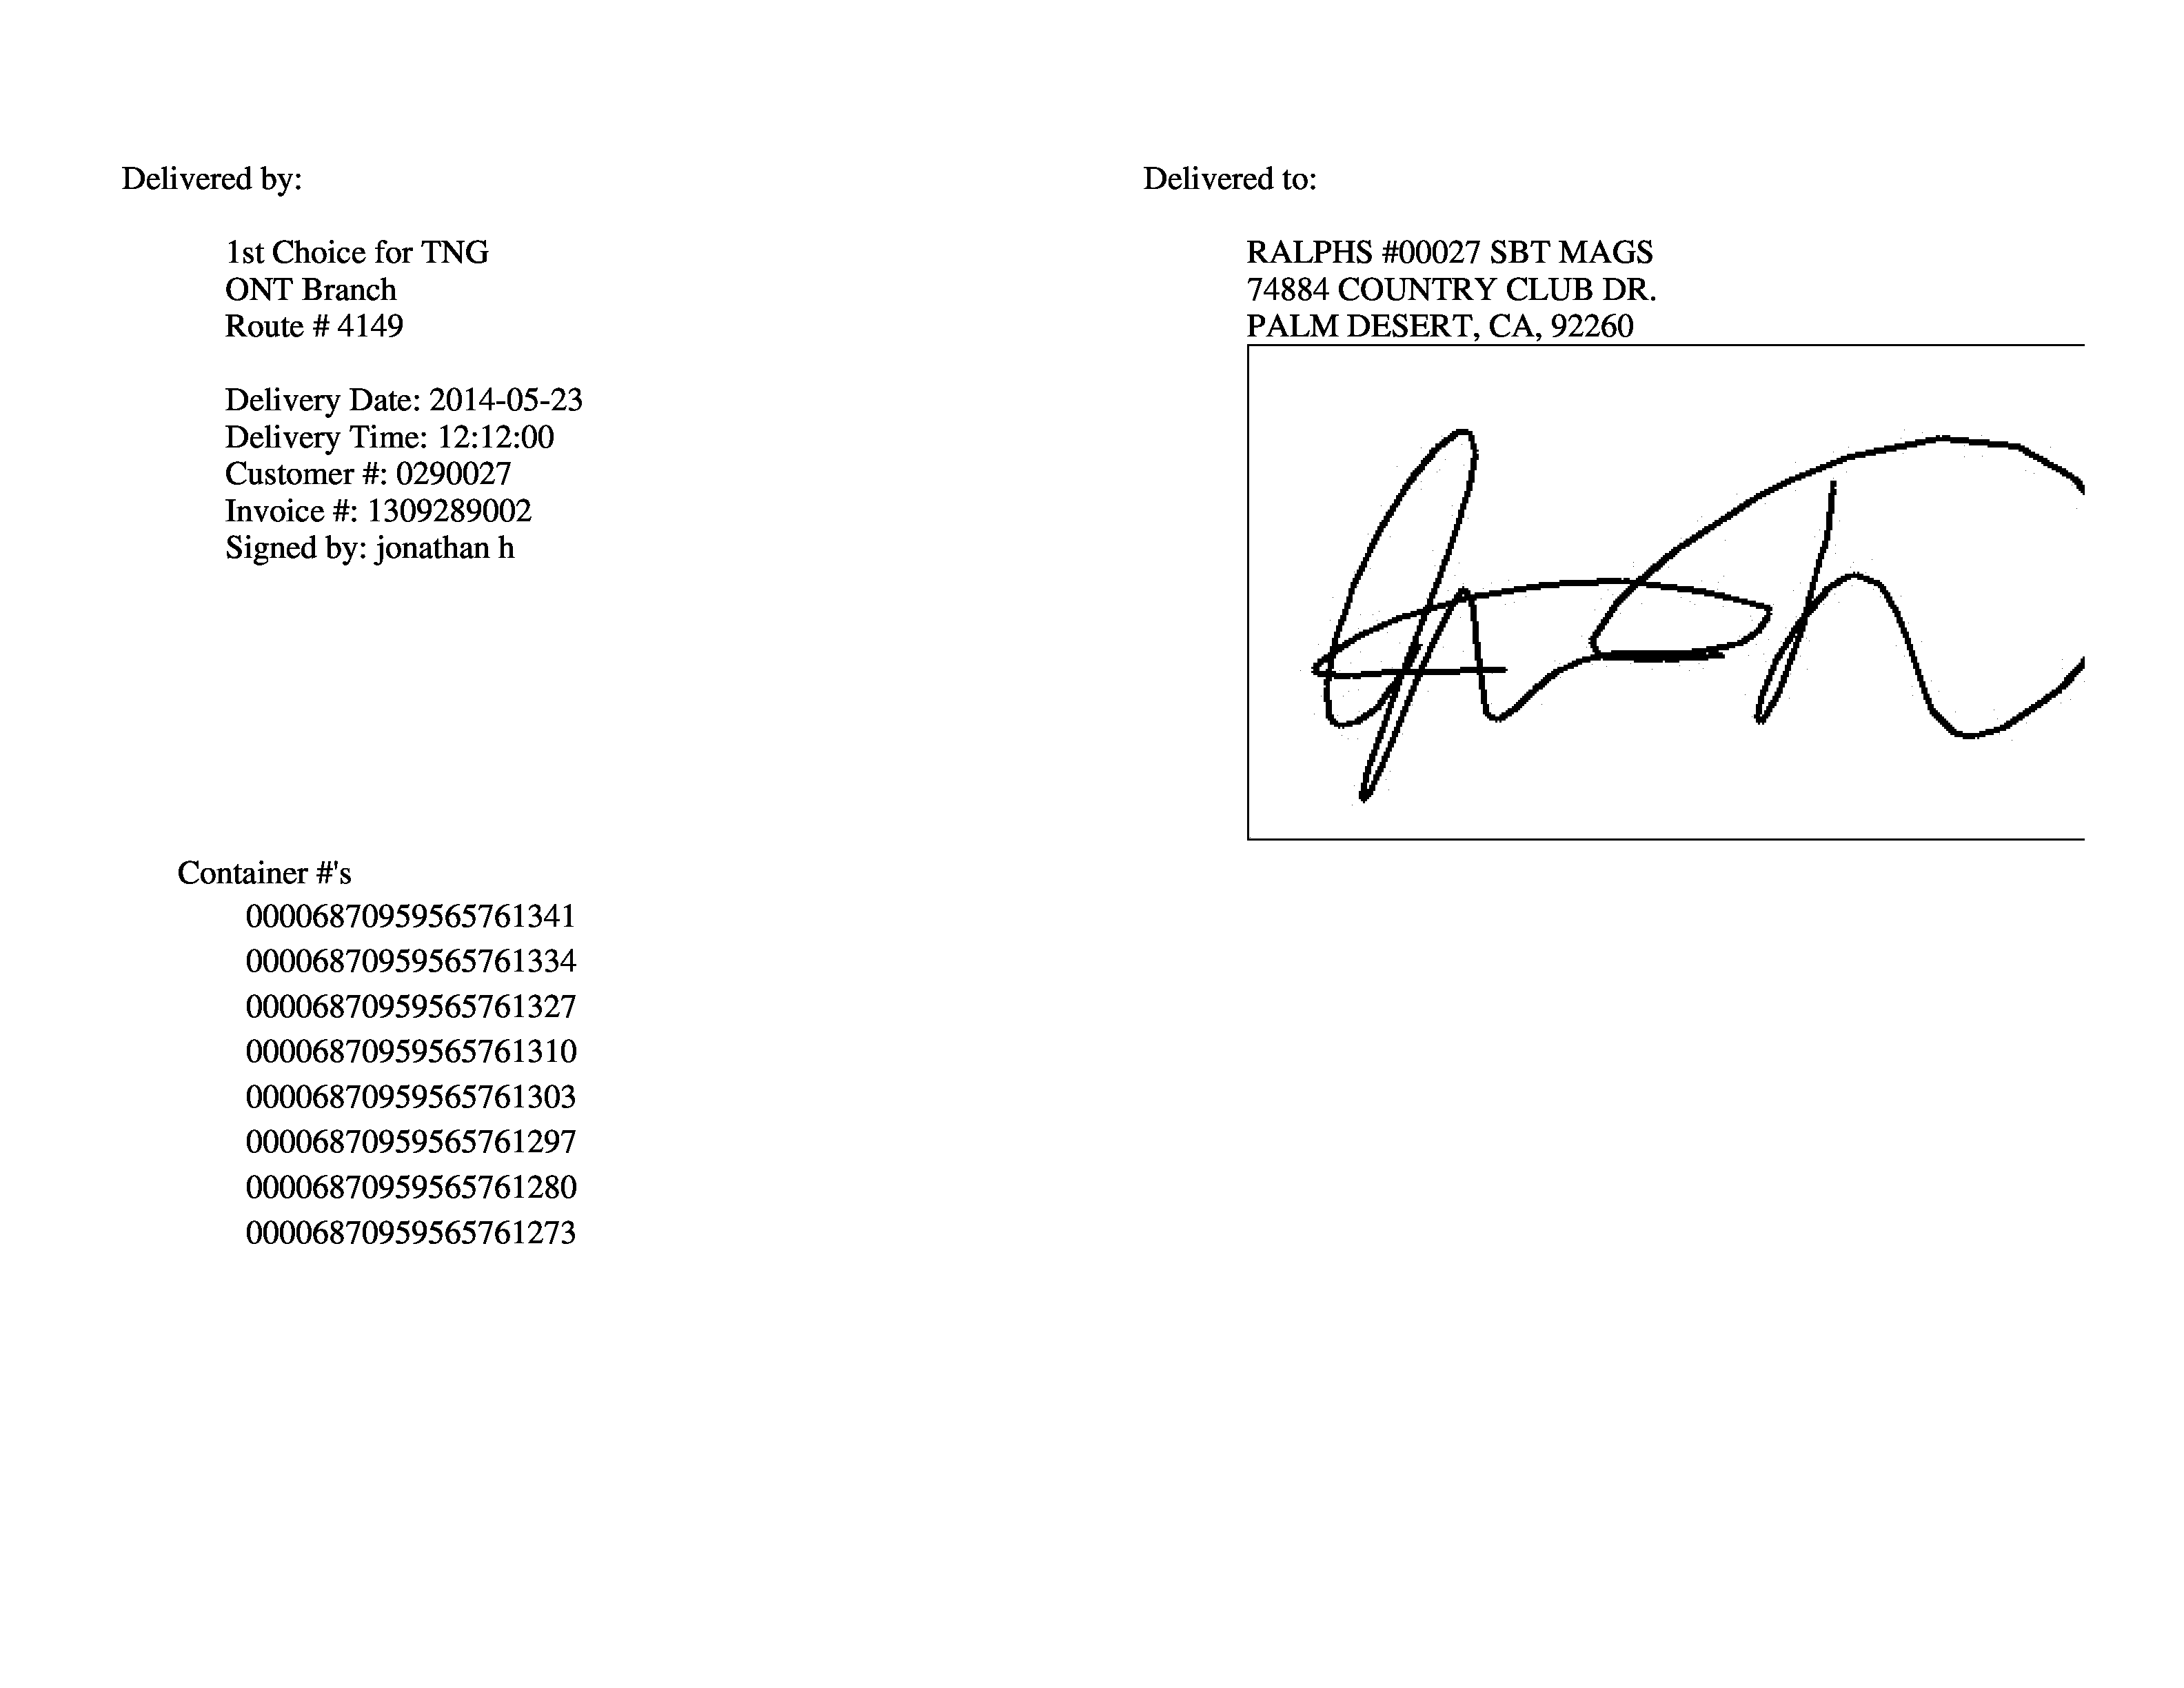 Delivered by:
1st Choice for TNG
ONT Branch
Route # 4149
Delivery Date: 2014-05-23
Delivery Time: 12:12:00
Customer #: 0290027
Invoice #: 1309289002
Signed by: jonathan h
Delivered to:
RALPHS #00027 SBT MAGS
74884 COUNTRY CLUB DR.
PALM DESERT, CA, 92260
Container #'s
00006870959565761341
00006870959565761334
00006870959565761327
00006870959565761310
00006870959565761303
00006870959565761297
00006870959565761280
00006870959565761273